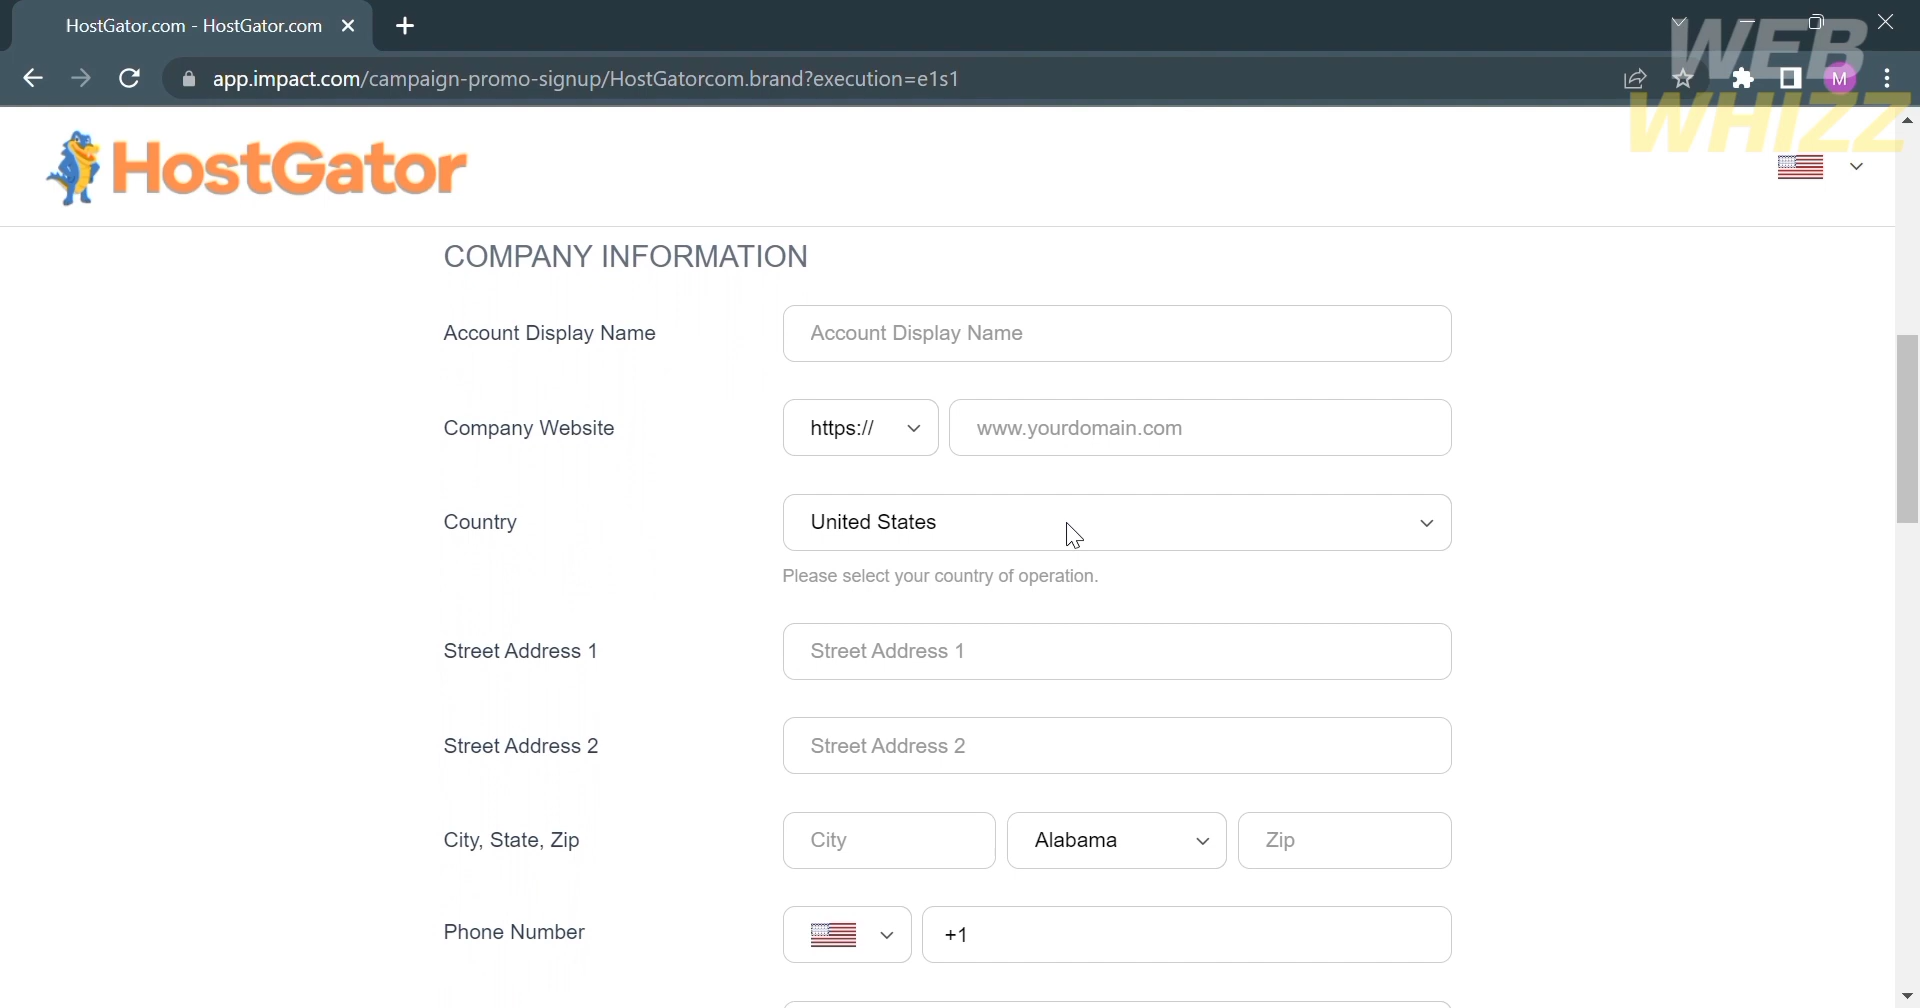 HostGator.com - HostGator.com
app.impact.com/campaign-promo-signup/HostGatorcom.brand?execution=e1s1
M
WEB
WHIZZ
HostGator
COMPANY INFORMATION
Account Display Name
Account Display Name
Company Website
https://
www.yourdomain.com
Country
United States
Please select your country of operation.
Street Address 1
Street Address 1
Street Address 2
Street Address 2
City, State, Zip
City
Alabama
Zip
Phone Number
+1